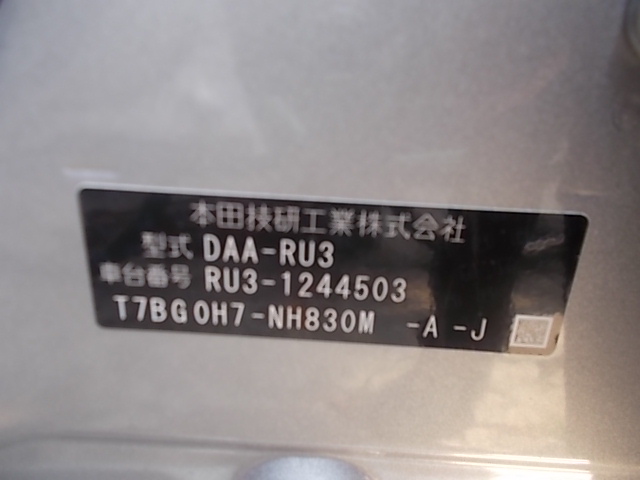 本田技研工業株式会社
型式 DAA-RU3
車台番号 RU3-1244503
T7BG0H7-NH830M -A -J